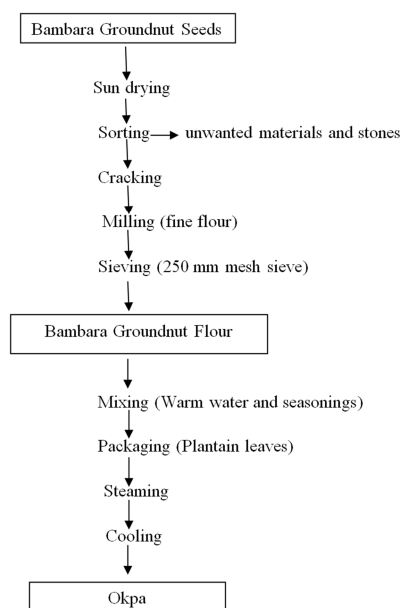 Bambara Groundnut Seeds
Sun drying
Sorting unwanted materials and stones
Cracking
Milling (fine flour)
Sieving (250 mm mesh sieve)
Bambara Groundnut Flour
Mixing (Warm water and seasonings)
Packaging (Plantain leaves)
Steaming
Cooling
Okpa